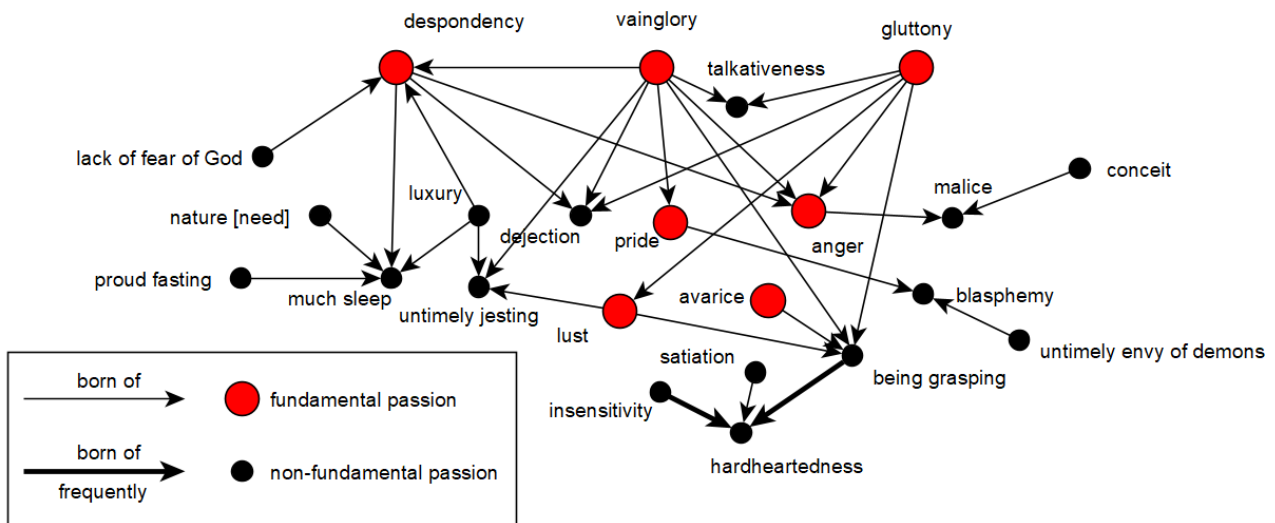 despondency
vainglory
gluttony
talkativeness
lack of fear of God
conceit
malice
luxury
nature [need]
dejection
pride
anger
proud fasting
much sleep
untimely jesting
avarice
blasphemy
lust
satiation
untimely envy of demons
being grasping
insensitivity
hardheartedness
born of
fundamental passion
born of
frequently
non-fundamental passion